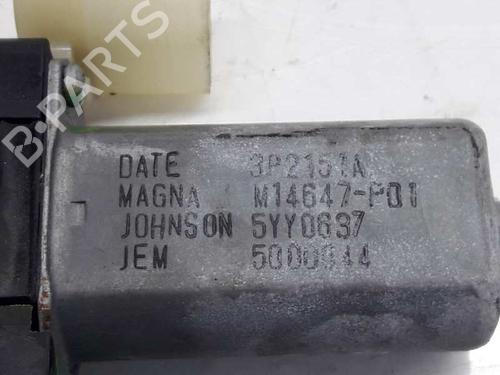 B-PARTS
DATE 3P2151A
MAGNA M14647-P01
JOHNSON 5YY0637
JEM 5000944